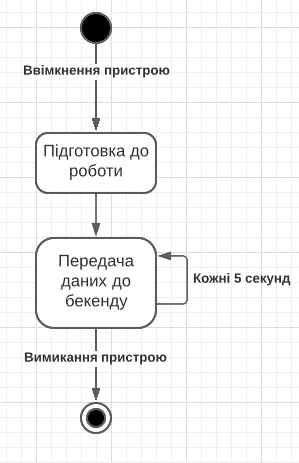 Ввімкнення пристрою
Підготовка до
роботи
Передача
даних до
бекенду
Кожні 5 секунд
Вимикання пристрою